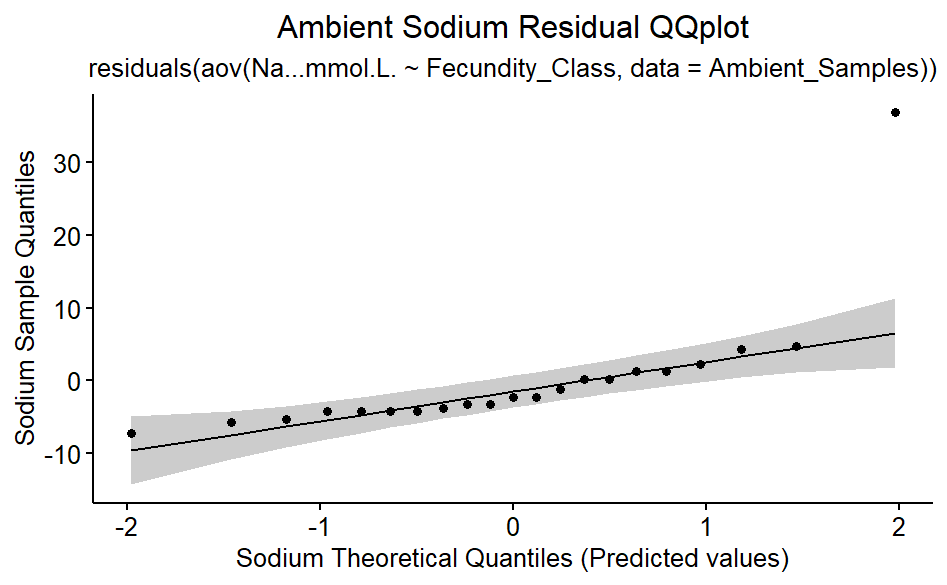 Ambient Sodium Residual QQplot
residuals(aov(Na...mmol.L. ~ Fecundity_Class, data = Ambient_Samples))
Sodium Sample Quantiles
30
20
10
0
-10
-2
-1
0
1
2
Sodium Theoretical Quantiles (Predicted values)